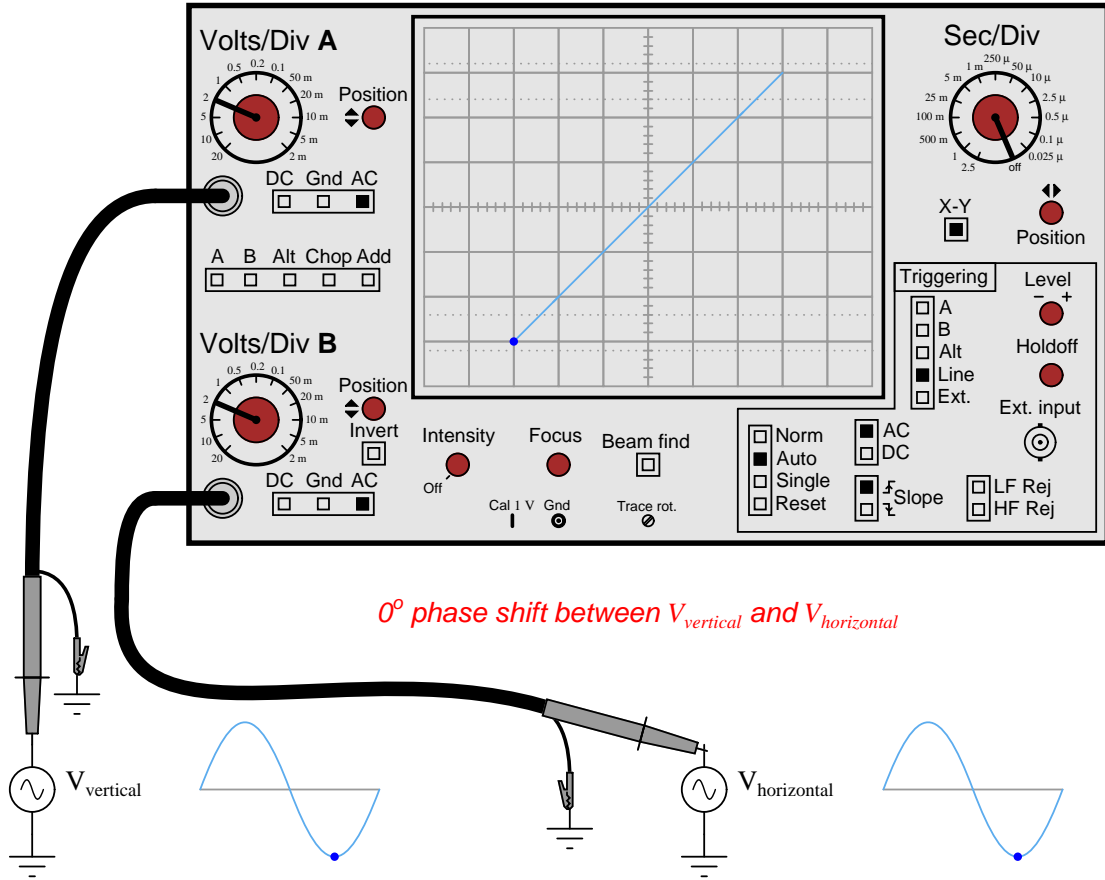 Volts/Div A
20 10 5 2 1 0.5 0.2 0.1 50 m 20 m 10 m 5 m 2 m
Position
DC Gnd AC
A B Alt Chop Add
Volts/Div B
20 10 5 2 1 0.5 0.2 0.1 50 m 20 m 10 m 5 m 2 m
Position
Invert
DC Gnd AC
Intensity
Off
Focus
Beam find
Cal 1 V Gnd
Trace rot.
Sec/Div
2.5 1 500 m 100 m 25 m 5 m 1 m 250 µ 50 µ 10 µ 2.5 µ 0.5 µ 0.1 µ 0.025 µ off
X-Y
Position
Triggering
A
B
Alt
Line
Ext.
Level
− +
Holdoff
Ext. input
Norm
Auto
Single
Reset
AC
DC
Slope
LF Rej
HF Rej
0° phase shift between Vvertical and Vhorizontal
Vvertical
Vhorizontal